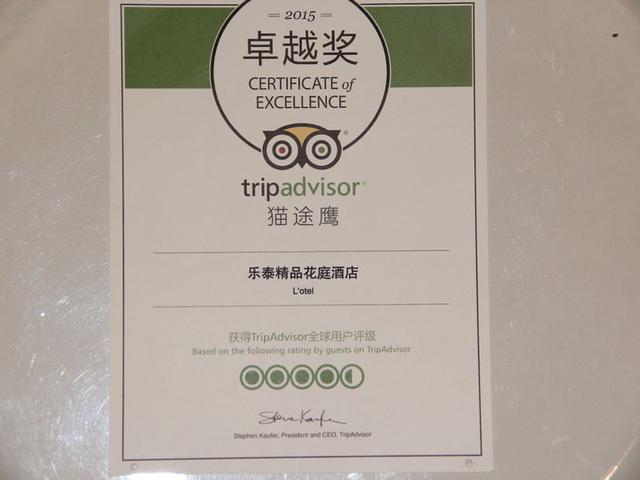 2015
卓越奖
CERTIFICATE of
EXCELLENCE
tripadvisor®
猫途鹰
乐泰精品花庭酒店
L'otel
获得TripAdvisor全球用户评级
Based on the following rating by guests on TripAdvisor
Steve Kaufer
Stephen Kaufer, President and CEO, TripAdvisor